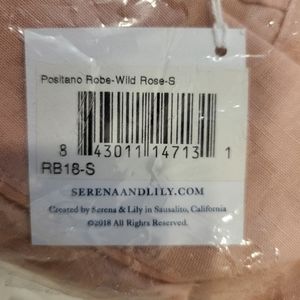 Positano Robe-Wild Rose-S
8 43011 14713 1
RB18-S
SERENAANDLILY.COM
Created by Serena & Lily in Sausalito, California
©2018 All Rights Reserved.